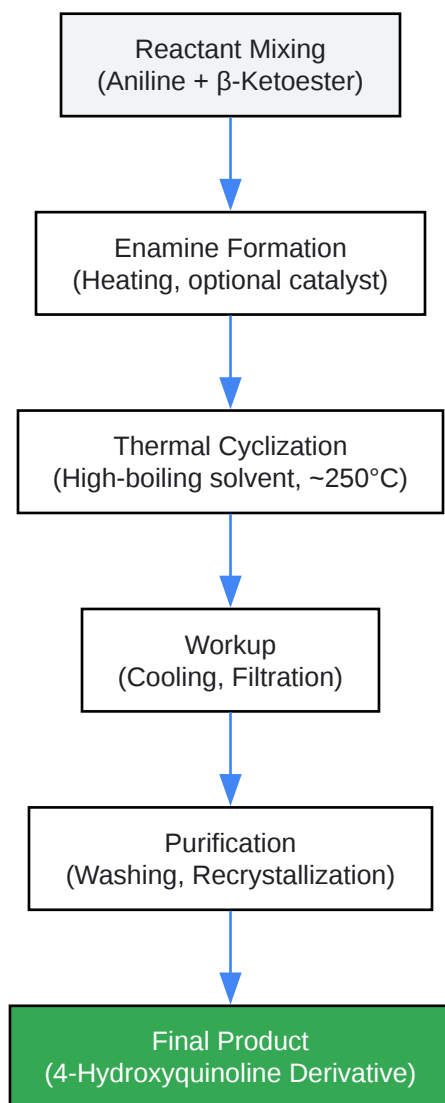 Reactant Mixing
(Aniline + β-Ketoester)
Enamine Formation
(Heating, optional catalyst)
Thermal Cyclization
(High-boiling solvent, ~250°C)
Workup
(Cooling, Filtration)
Purification
(Washing, Recrystallization)
Final Product
(4-Hydroxyquinoline Derivative)